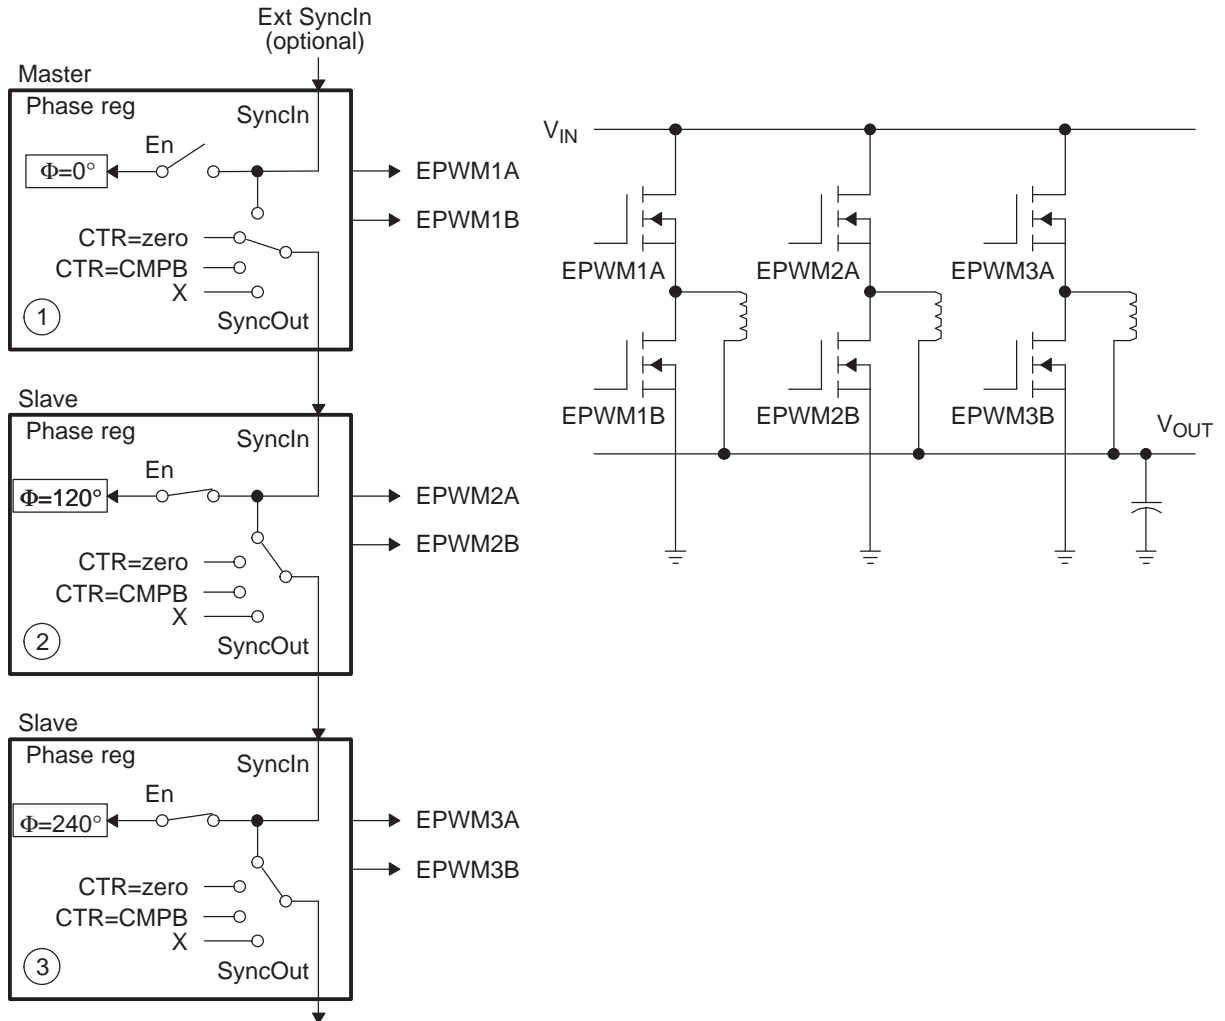 Ext SyncIn
(optional)
Master
Phase reg
SyncIn
En
Φ=0°
EPWM1A
EPWM1B
CTR=zero
CTR=CMPB
X
1
SyncOut
Slave
Phase reg
SyncIn
En
Φ=120°
EPWM2A
EPWM2B
CTR=zero
CTR=CMPB
X
2
SyncOut
Slave
Phase reg
SyncIn
En
Φ=240°
EPWM3A
EPWM3B
CTR=zero
CTR=CMPB
X
3
SyncOut
VIN
EPWM1A
EPWM2A
EPWM3A
EPWM1B
EPWM2B
EPWM3B
VOUT